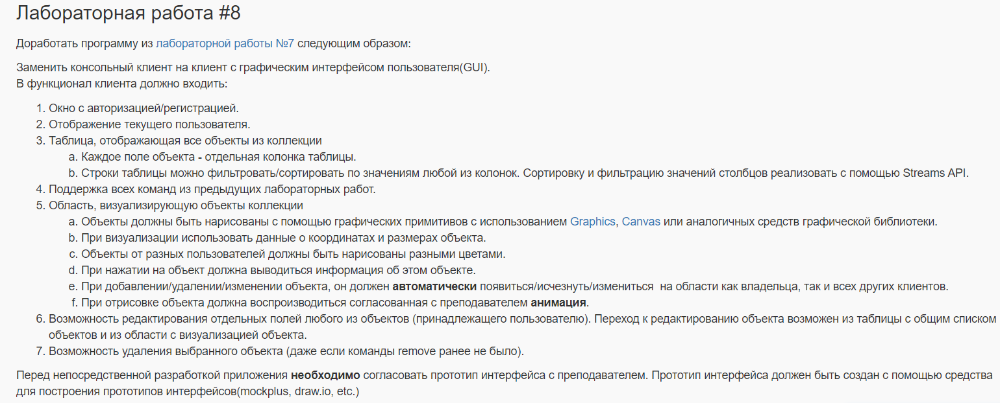 Лабораторная работа #8
Доработать программу из лабораторной работы №7 следующим образом:
Заменить консольный клиент на клиент с графическим интерфейсом пользователя(GUI).
В функционал клиента должно входить:
1. Окно с авторизацией/регистрацией.
2. Отображение текущего пользователя.
3. Таблица, отображающая все объекты из коллекции
a. Каждое поле объекта - отдельная колонка таблицы.
b. Строки таблицы можно фильтровать/сортировать по значениям любой из колонок. Сортировку и фильтрацию значений столбцов реализовать с помощью Streams API.
4. Поддержка всех команд из предыдущих лабораторных работ.
5. Область, визуализирующую объекты коллекции
a. Объекты должны быть нарисованы с помощью графических примитивов с использованием Graphics, Canvas или аналогичных средств графической библиотеки.
b. При визуализации использовать данные о координатах и размерах объекта.
c. Объекты от разных пользователей должны быть нарисованы разными цветами.
d. При нажатии на объект должна выводиться информация об этом объекте.
e. При добавлении/удалении/изменении объекта, он должен автоматически появиться/исчезнуть/измениться на области как владельца, так и всех других клиентов.
f. При отрисовке объекта должна воспроизводиться согласованная с преподавателем анимация.
6. Возможность редактирования отдельных полей любого из объектов (принадлежащего пользователю). Переход к редактированию объекта возможен из таблицы с общим списком
объектов и из области с визуализацией объекта.
7. Возможность удаления выбранного объекта (даже если команды remove ранее не было).
Перед непосредственной разработкой приложения необходимо согласовать прототип интерфейса с преподавателем. Прототип интерфейса должен быть создан с помощью средства
для построения прототипов интерфейсов(mockplus, draw.io, etc.)